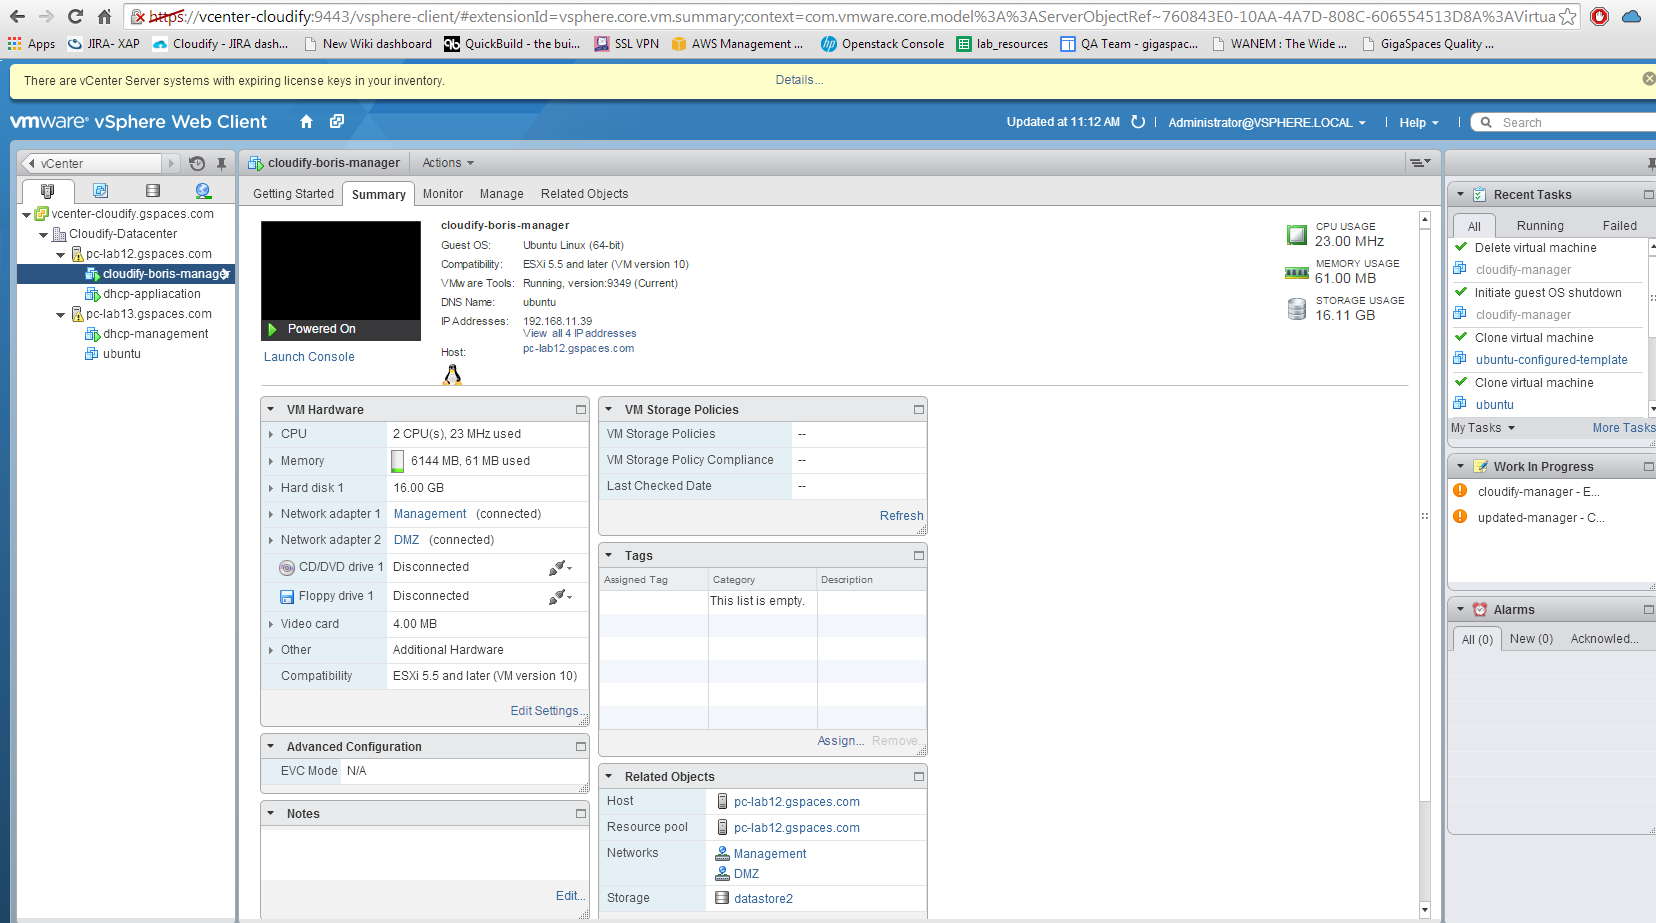 https://vcenter-cloudify:9443/vsphere-client/#extensionId=vsphere.core.vm.summary;context=com.vmware.core.model%3A%3AServerObjectRef~760843E0-10AA-4A7D-808C-606554513D8A%3AVirtua
Apps JIRA- XAP Cloudify - JIRA dash... New Wiki dashboard QuickBuild - the bui... SSL VPN AWS Management ... Openstack Console lab_resources QA Team - gigaspac... WANEM : The Wide ... GigaSpaces Quality ...
There are vCenter Server systems with expiring license keys in your inventory. Details...
vmware® vSphere Web Client
Updated at 11:12 AM Administrator@VSPHERE.LOCAL Help Search
vCenter
vcenter-cloudify.gspaces.com
Cloudify-Datacenter
pc-lab12.gspaces.com
cloudify-boris-manager
dhcp-appliacation
pc-lab13.gspaces.com
dhcp-management
ubuntu
cloudify-boris-manager Actions
Getting Started Summary Monitor Manage Related Objects
Powered On
Launch Console
cloudify-boris-manager
Guest OS: Ubuntu Linux (64-bit)
Compatibility: ESXi 5.5 and later (VM version 10)
VMware Tools: Running, version:9349 (Current)
DNS Name: ubuntu
IP Addresses: 192.168.11.39
View all 4 IP addresses
Host: pc-lab12.gspaces.com
CPU USAGE
23.00 MHz
MEMORY USAGE
61.00 MB
STORAGE USAGE
16.11 GB
VM Hardware
CPU 2 CPU(s), 23 MHz used
Memory 6144 MB, 61 MB used
Hard disk 1 16.00 GB
Network adapter 1 Management (connected)
Network adapter 2 DMZ (connected)
CD/DVD drive 1 Disconnected
Floppy drive 1 Disconnected
Video card 4.00 MB
Other Additional Hardware
Compatibility ESXi 5.5 and later (VM version 10)
Edit Settings...
Advanced Configuration
EVC Mode N/A
Notes
Edit...
VM Storage Policies
VM Storage Policies --
VM Storage Policy Compliance --
Last Checked Date --
Refresh
Tags
Assigned Tag Category Description
This list is empty.
Assign... Remove...
Related Objects
Host pc-lab12.gspaces.com
Resource pool pc-lab12.gspaces.com
Networks Management
DMZ
Storage datastore2
Recent Tasks
All Running Failed
Delete virtual machine
cloudify-manager
Initiate guest OS shutdown
cloudify-manager
Clone virtual machine
ubuntu-configured-template
Clone virtual machine
ubuntu
My Tasks More Tasks
Work In Progress
cloudify-manager - E...
updated-manager - C...
Alarms
All (0) New (0) Acknowled...